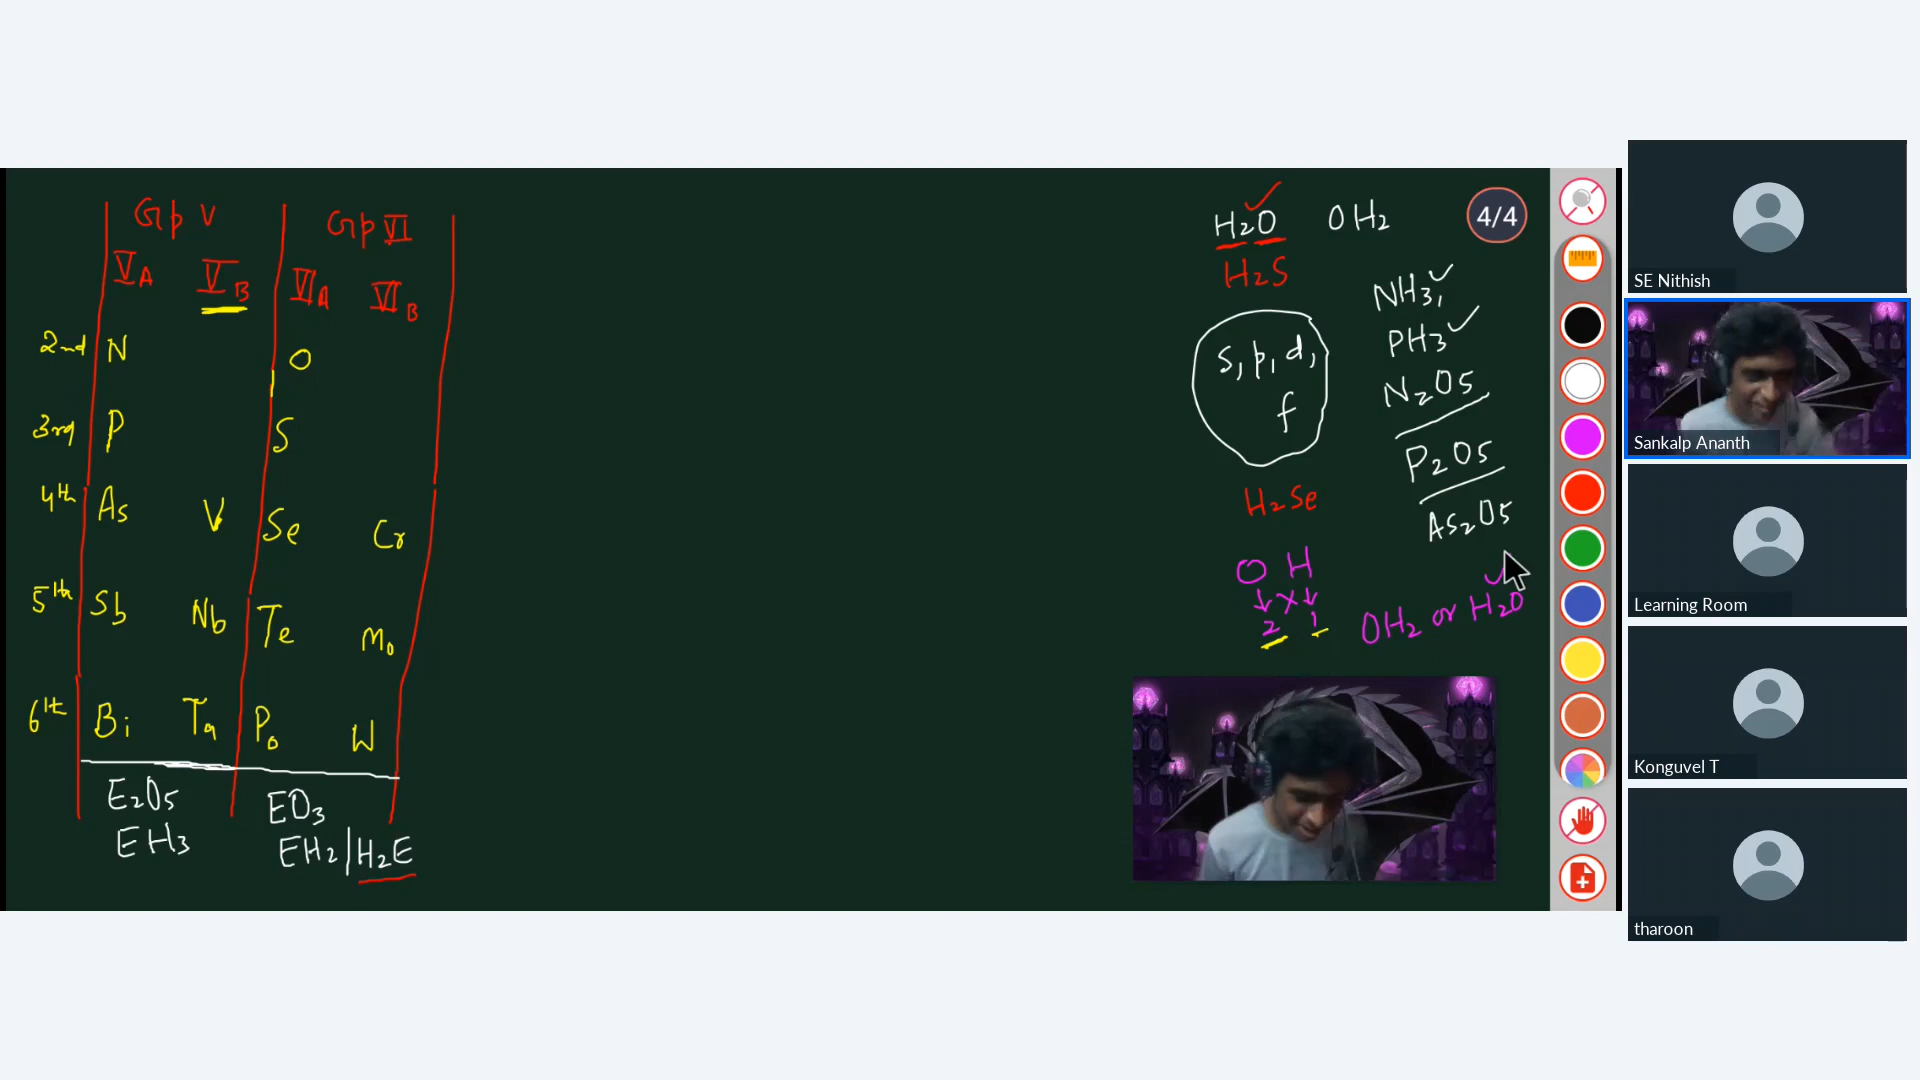 Gp V Gp VI
VA VB VIA VIB
2nd N O
3rd P S
4th As V Se Cr
5th Sb Nb Te Mo
6th Bi Ta Po W
E2O5 EO3
EH3 EH2/H2E
H2O OH2
H2S
s, p, d,
f
H2Se
O H
2 1
OH2 or H2O
NH3,
PH3
N2O5
P2O5
As2O5
4/4
SE Nithish
Sankalp Ananth
Learning Room
Konguvel T
tharoon